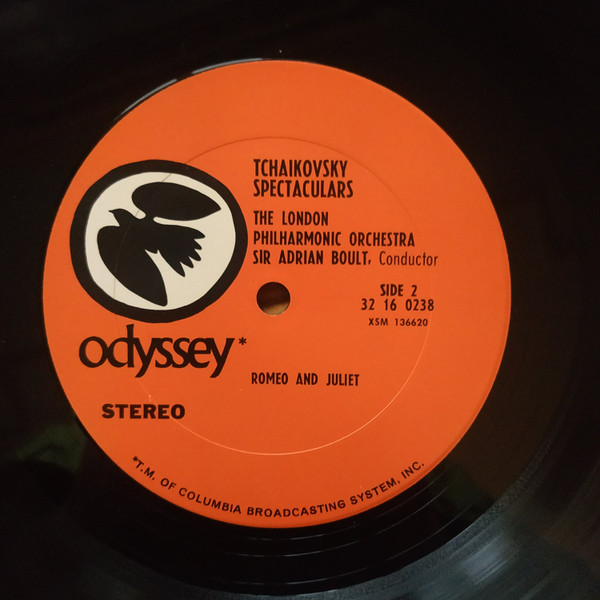 TCHAIKOVSKY
SPECTACULARS
THE LONDON
PHILHARMONIC ORCHESTRA
SIR ADRIAN BOULT, Conductor
SIDE 2
32 16 0238
XSM 136620
odyssey*
ROMEO AND JULIET
STEREO
*T.M. OF COLUMBIA BROADCASTING SYSTEM, INC.